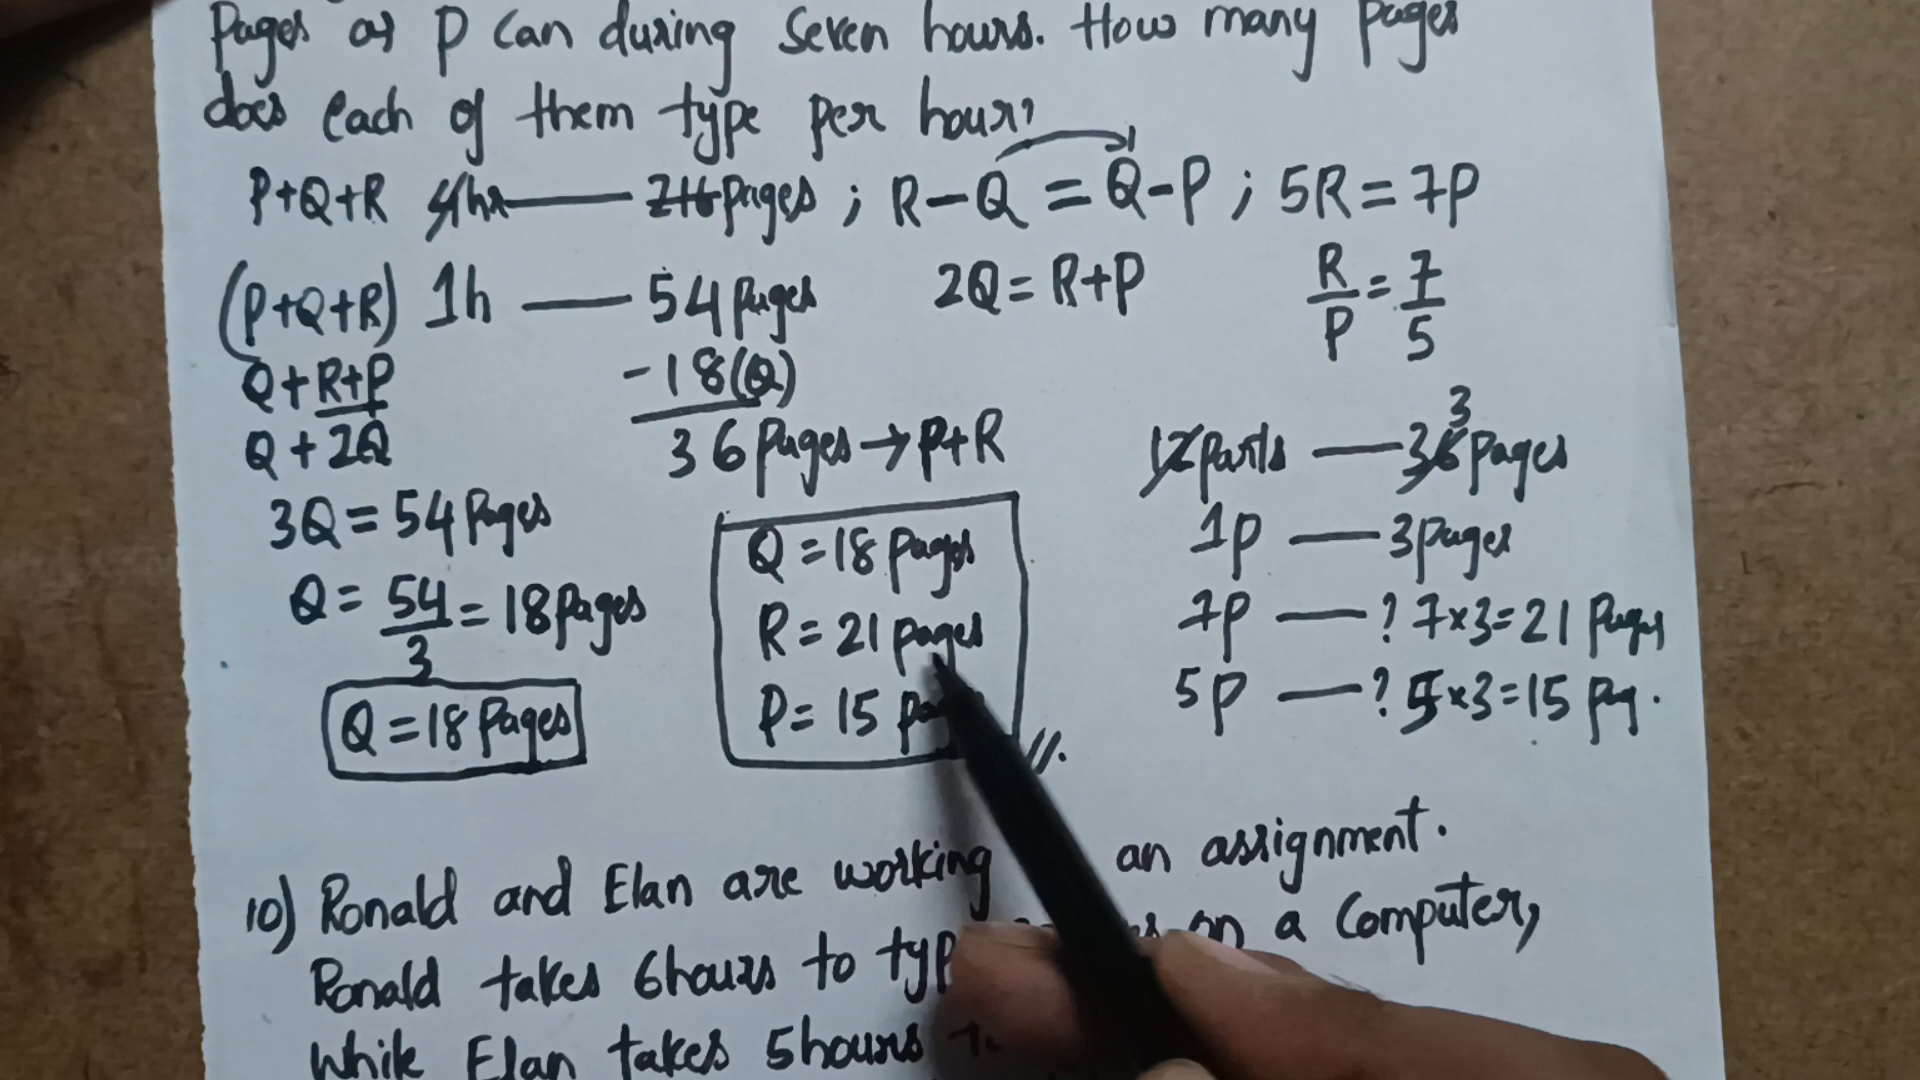 Pages as P can during seven hours. How many pages
does each of them type per hour?
P+Q+R 4hr — 216 pages ; R-Q = Q-P ; 5R = 7P
(P+Q+R) 1h — 54 pages 2Q = R+P R/P = 7/5
Q+R+P -18(Q)
Q+2Q 36 pages → P+R 12 parts — 36 pages 3
3Q = 54 Pages Q = 18 pages 1P — 3 pages
Q = 54/3 = 18 Pages R = 21 pages 7P — ? 7×3=21 Pages
Q = 18 Pages P = 15 5P — ? 5×3=15 pag.
10) Ronald and Elan are working an assignment.
Ronald takes 6 hours to on a Computer,
While Elan takes 5 hours